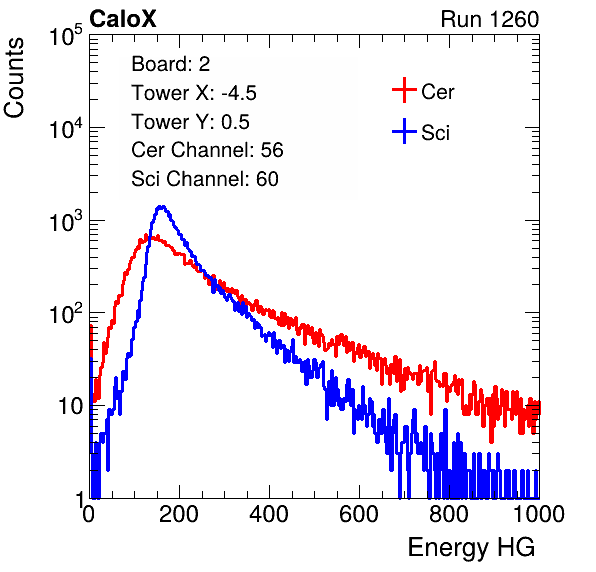 CaloX Run 1260
Counts
10^5
10^4
10^3
10^2
10
1
Board: 2
Tower X: -4.5
Tower Y: 0.5
Cer Channel: 56
Sci Channel: 60
Cer
Sci
0 200 400 600 800 1000
Energy HG